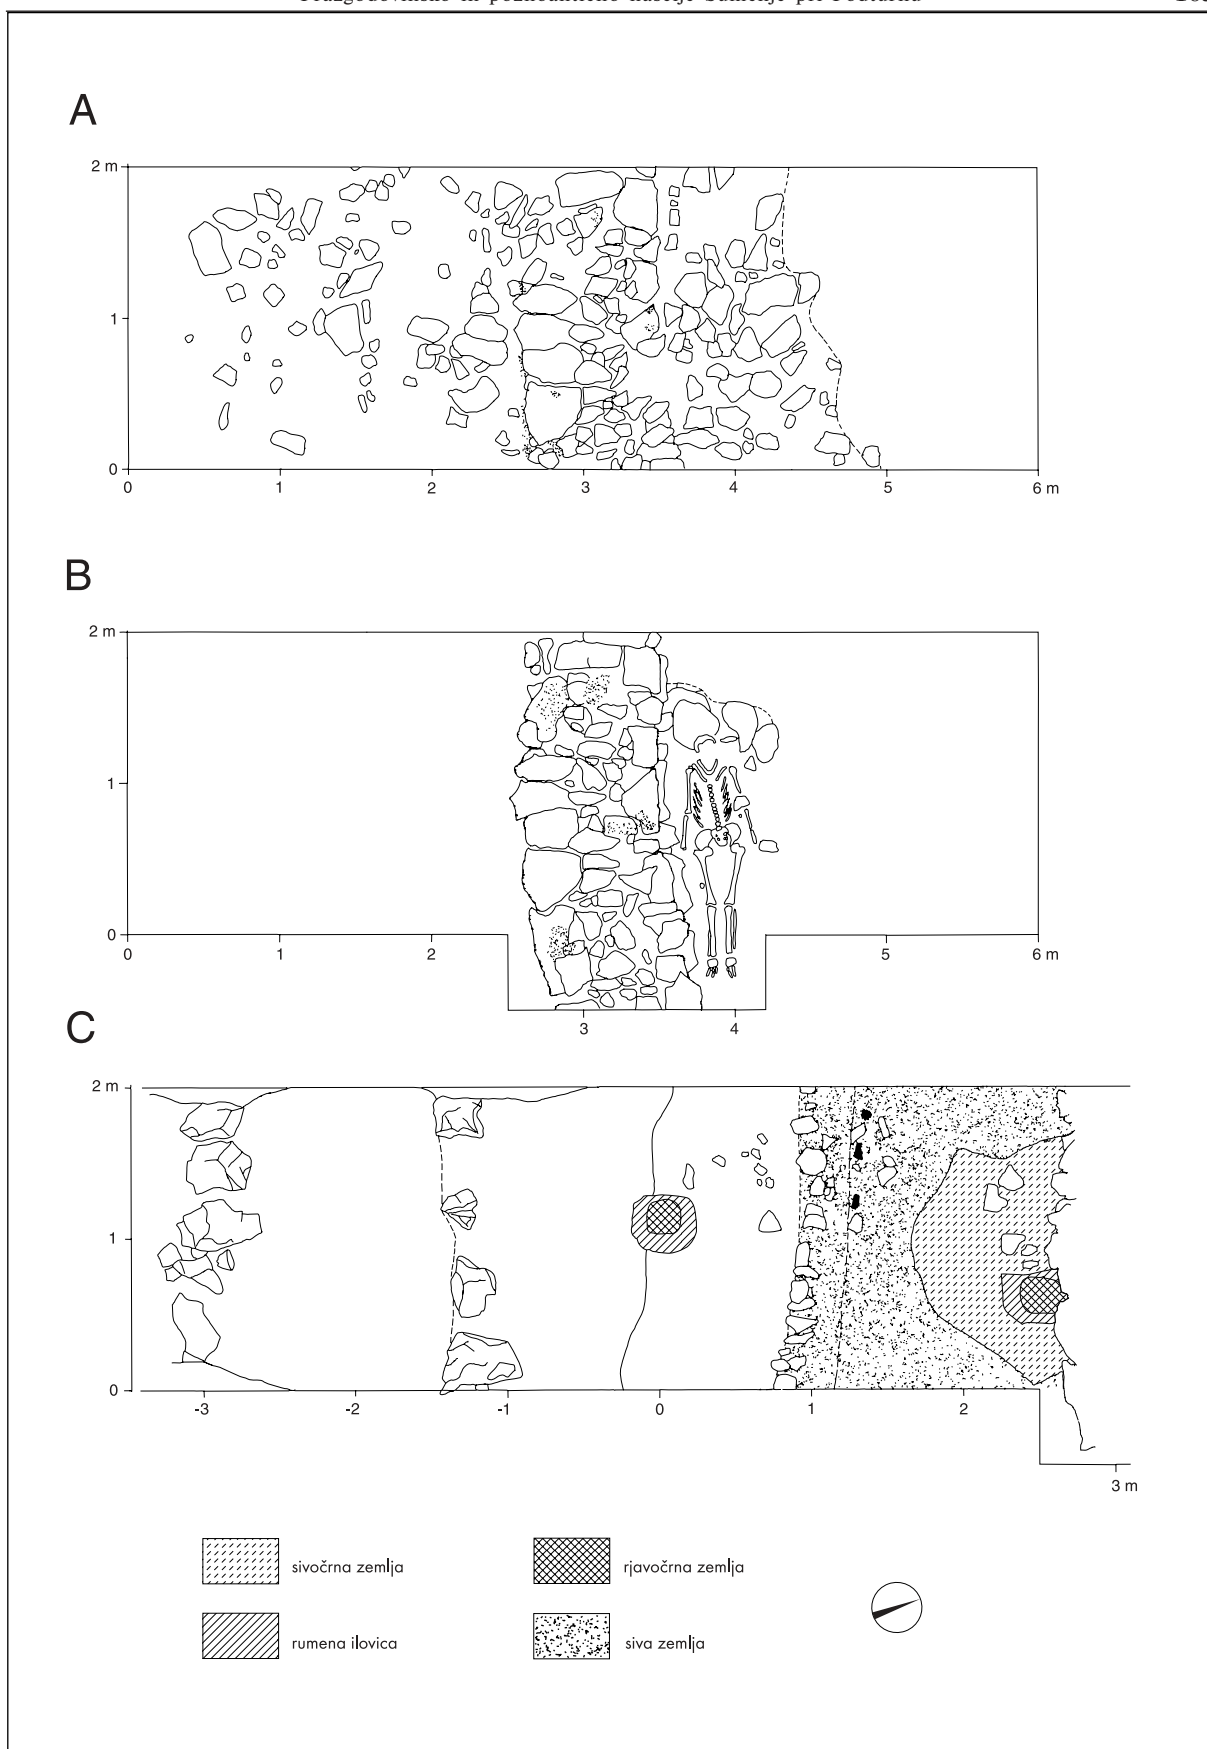 A
2 m
1
0
0 1 2 3 4 5 6 m
B
2 m
1
0
0 1 2 5 6 m
3 4
C
2 m
1
0
-3 -2 -1 0 1 2
3 m
sivočrna zemlja
rjavočrna zemlja
rumena ilovica
siva zemlja